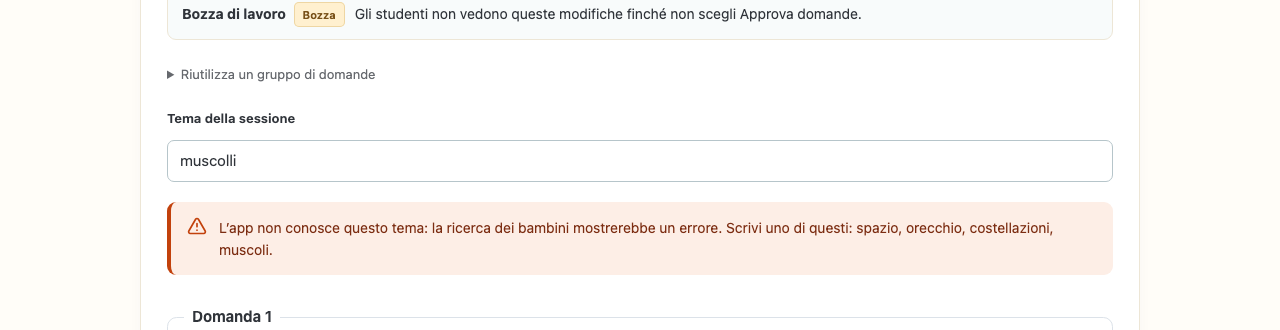 Bozza di lavoro Bozza Gli studenti non vedono queste modifiche finché non scegli Approva domande.
Riutilizza un gruppo di domande
Tema della sessione
muscolli
L'app non conosce questo tema: la ricerca dei bambini mostrerebbe un errore. Scrivi uno di questi: spazio, orecchio, costellazioni,
muscoli.
Domanda 1